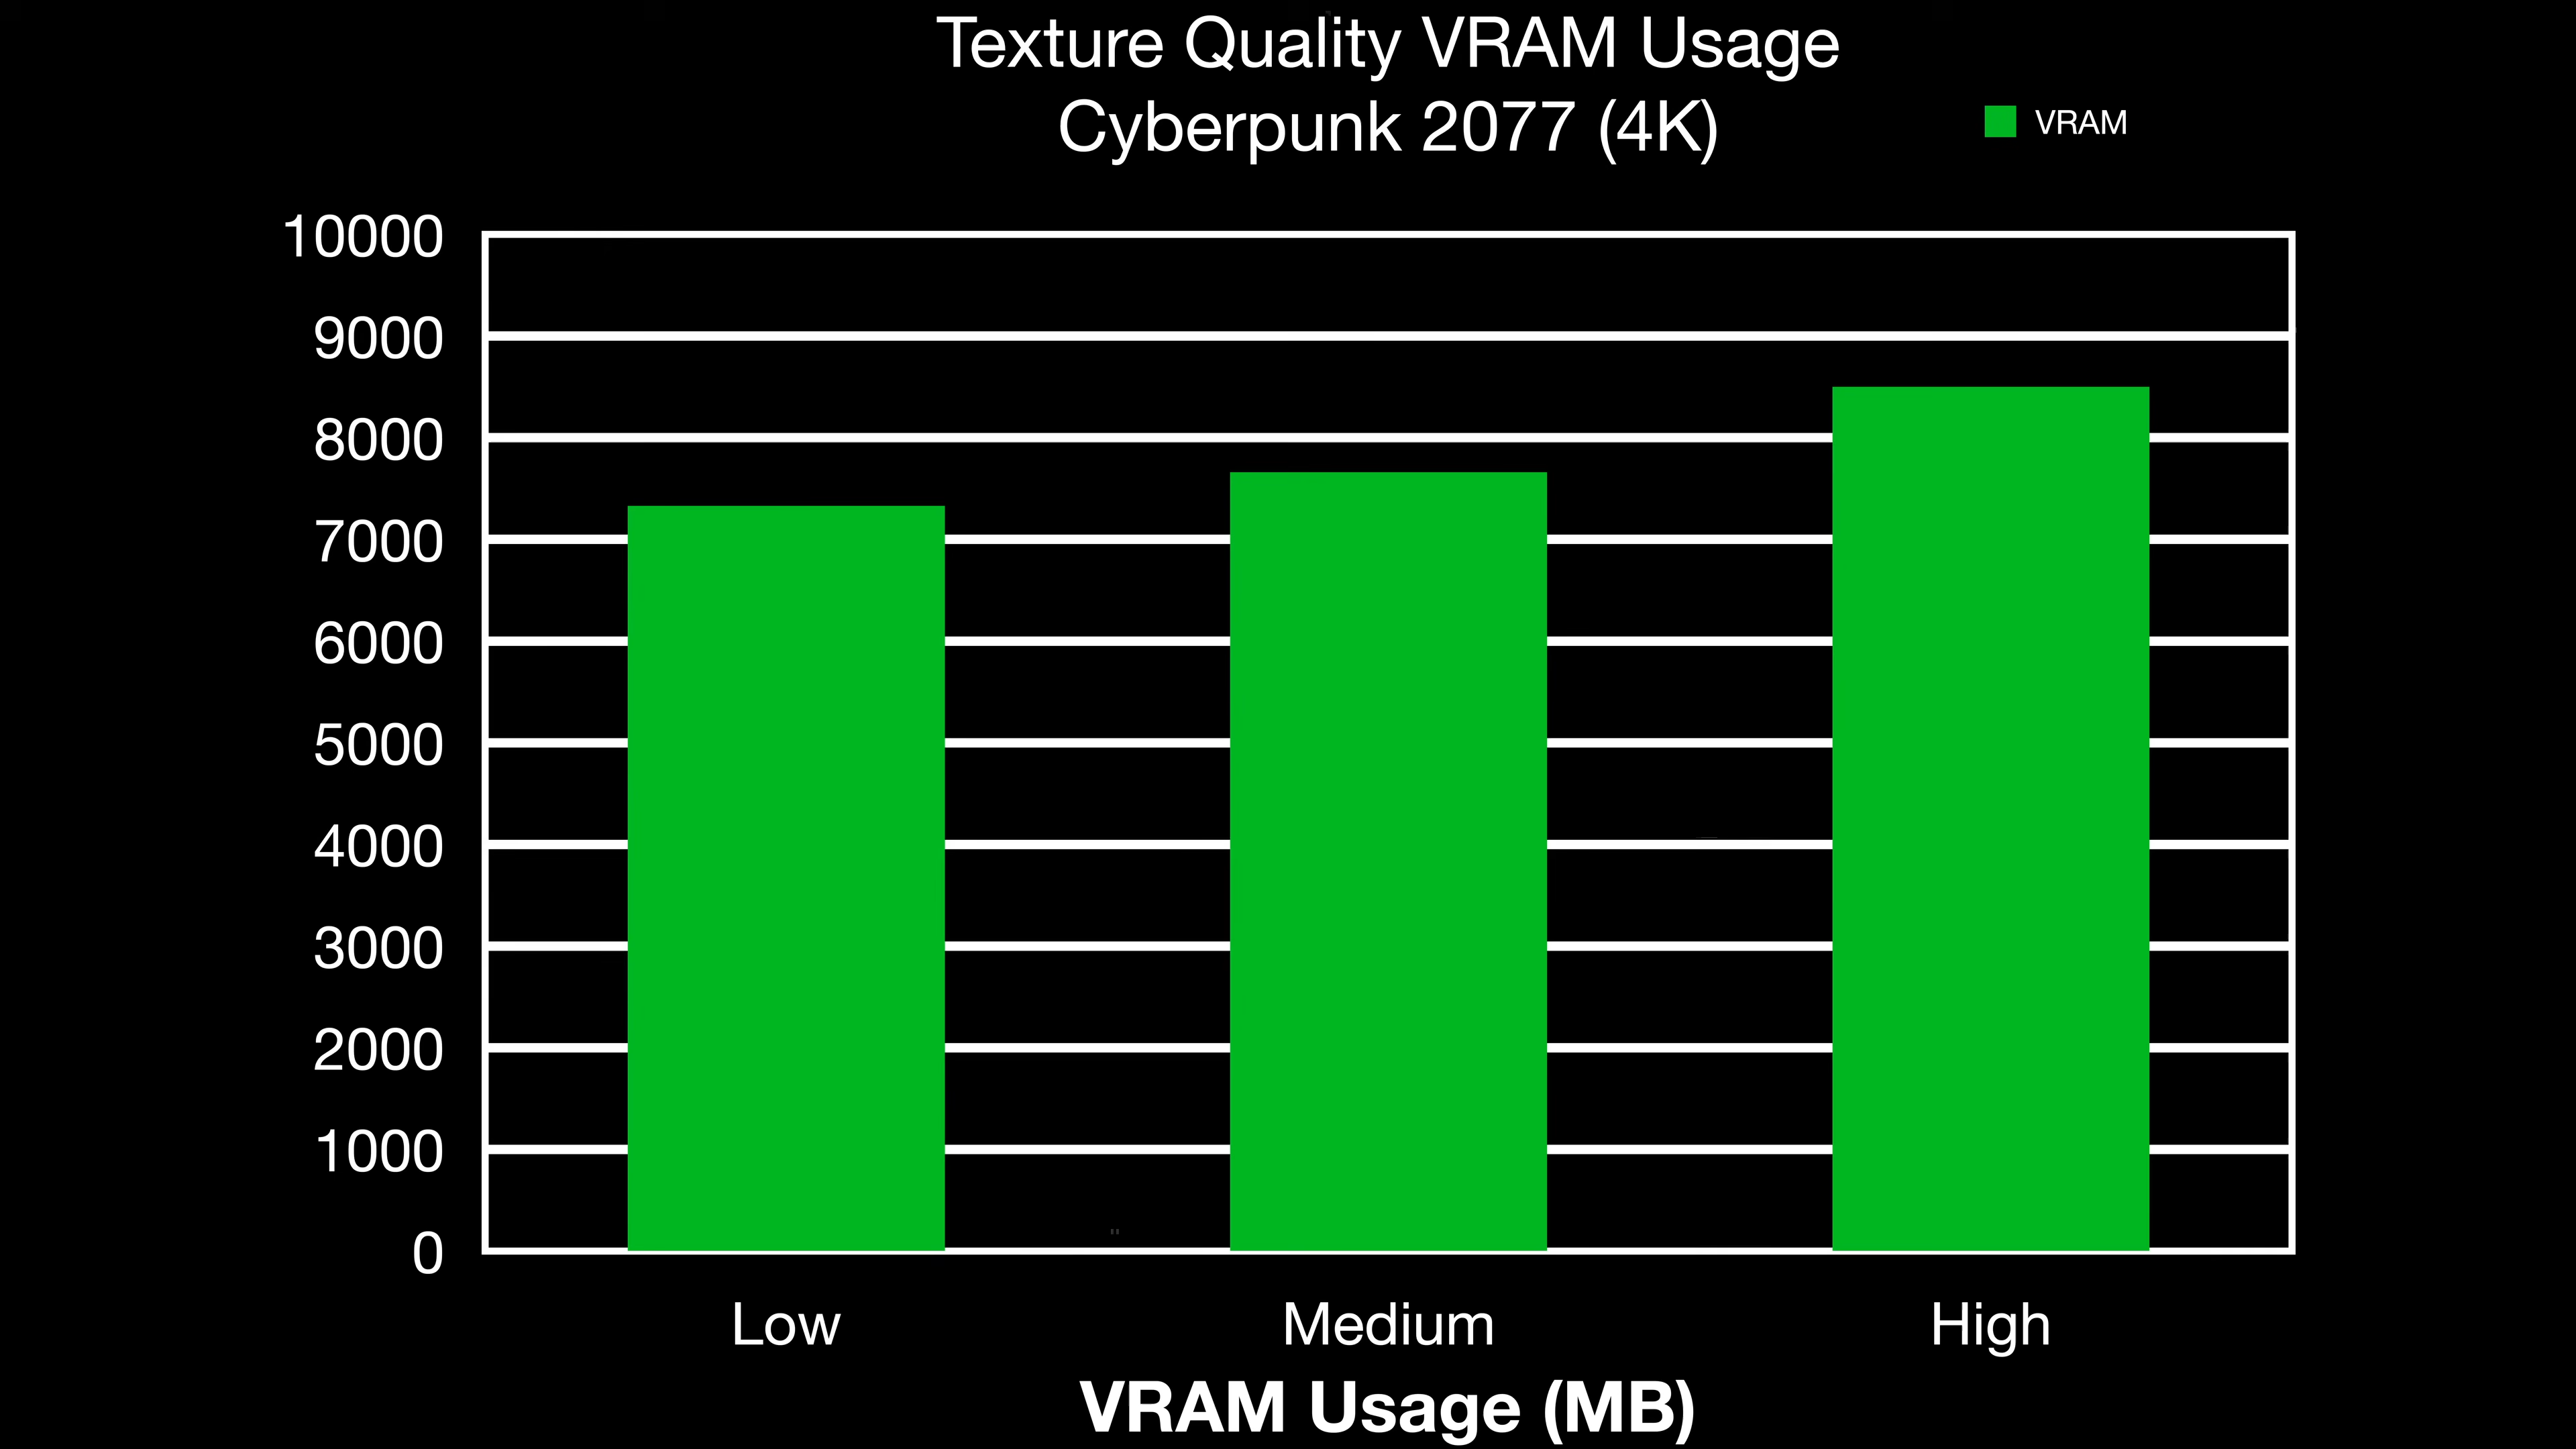 Texture Quality VRAM Usage
Cyberpunk 2077 (4K)
VRAM
10000
9000
8000
7000
6000
5000
4000
3000
2000
1000
0
Low Medium High
VRAM Usage (MB)